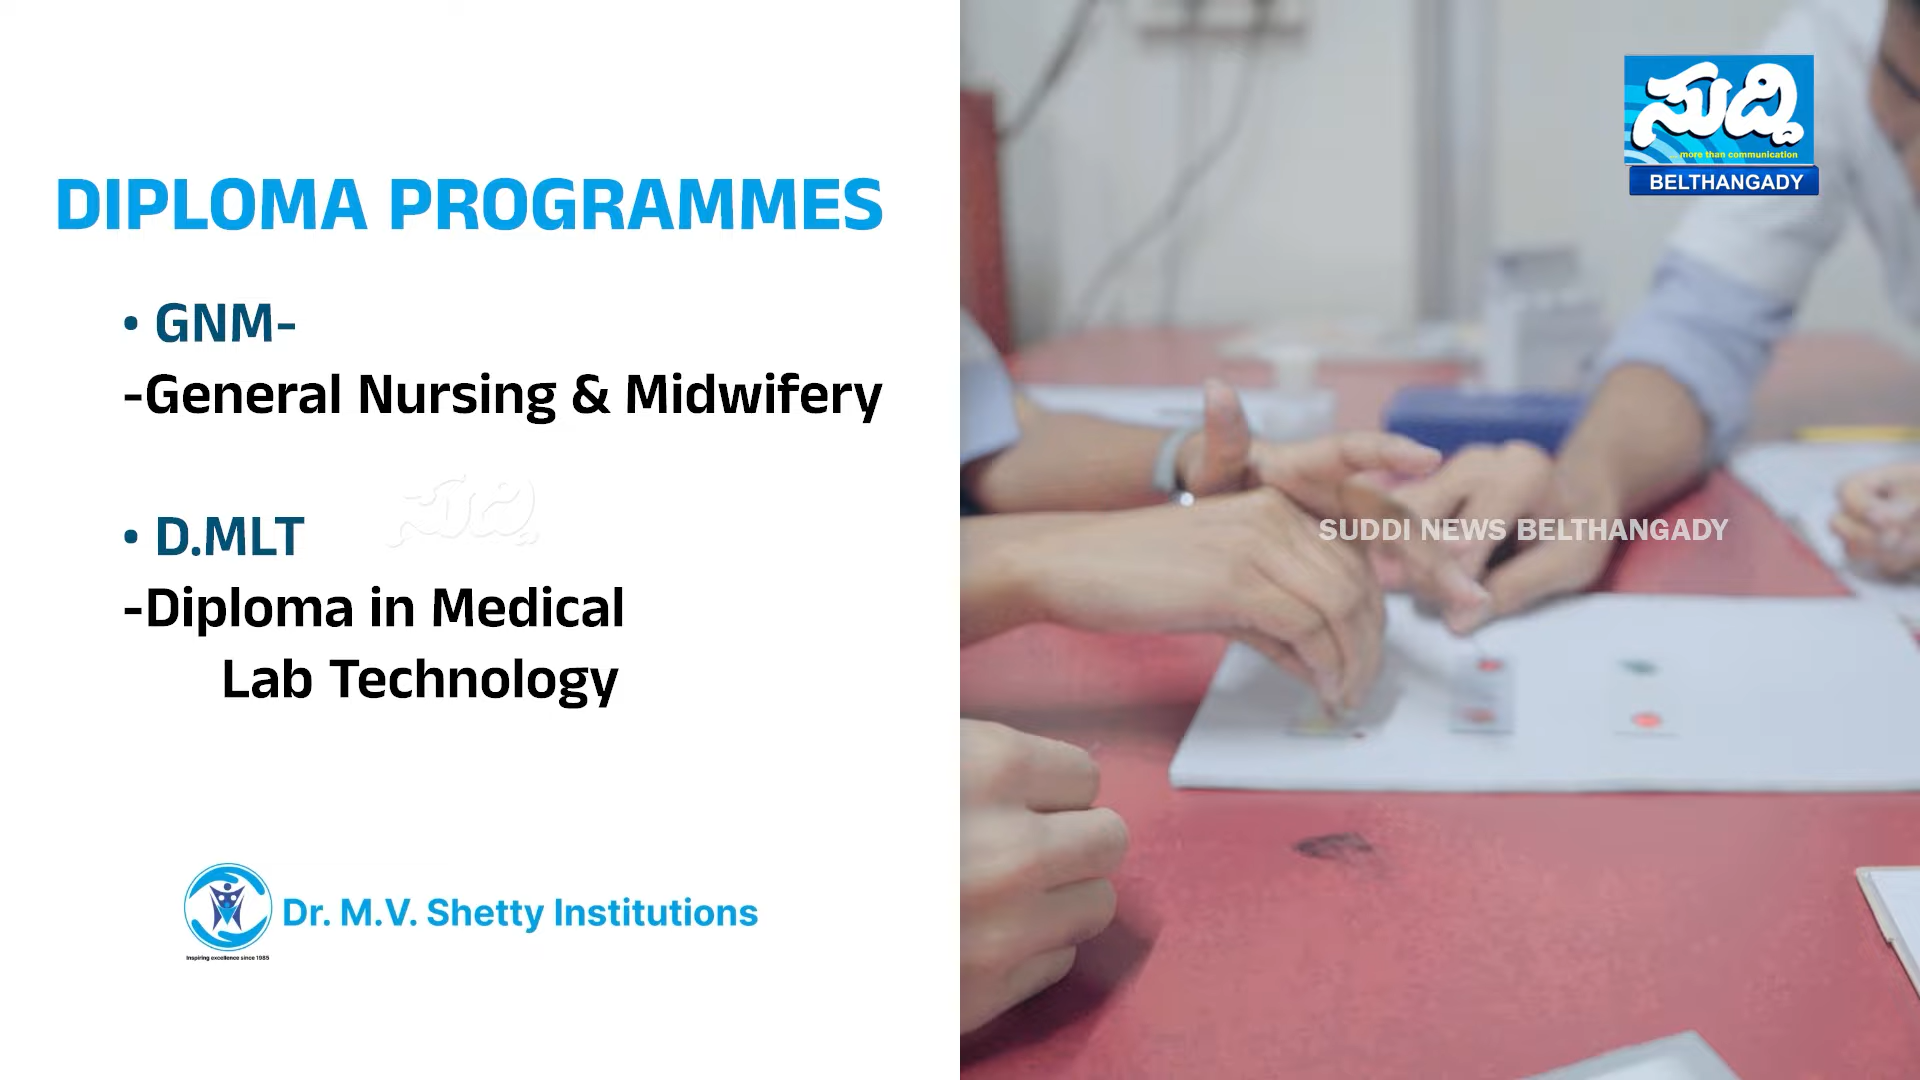 DIPLOMA PROGRAMMES
• GNM-
-General Nursing & Midwifery
• D.MLT
-Diploma in Medical
Lab Technology
Dr. M.V. Shetty Institutions
Inspiring excellence since 1985
ಸುದ್ದಿ
ಸುದ್ದಿ
... more than communication
BELTHANGADY
SUDDI NEWS BELTHANGADY